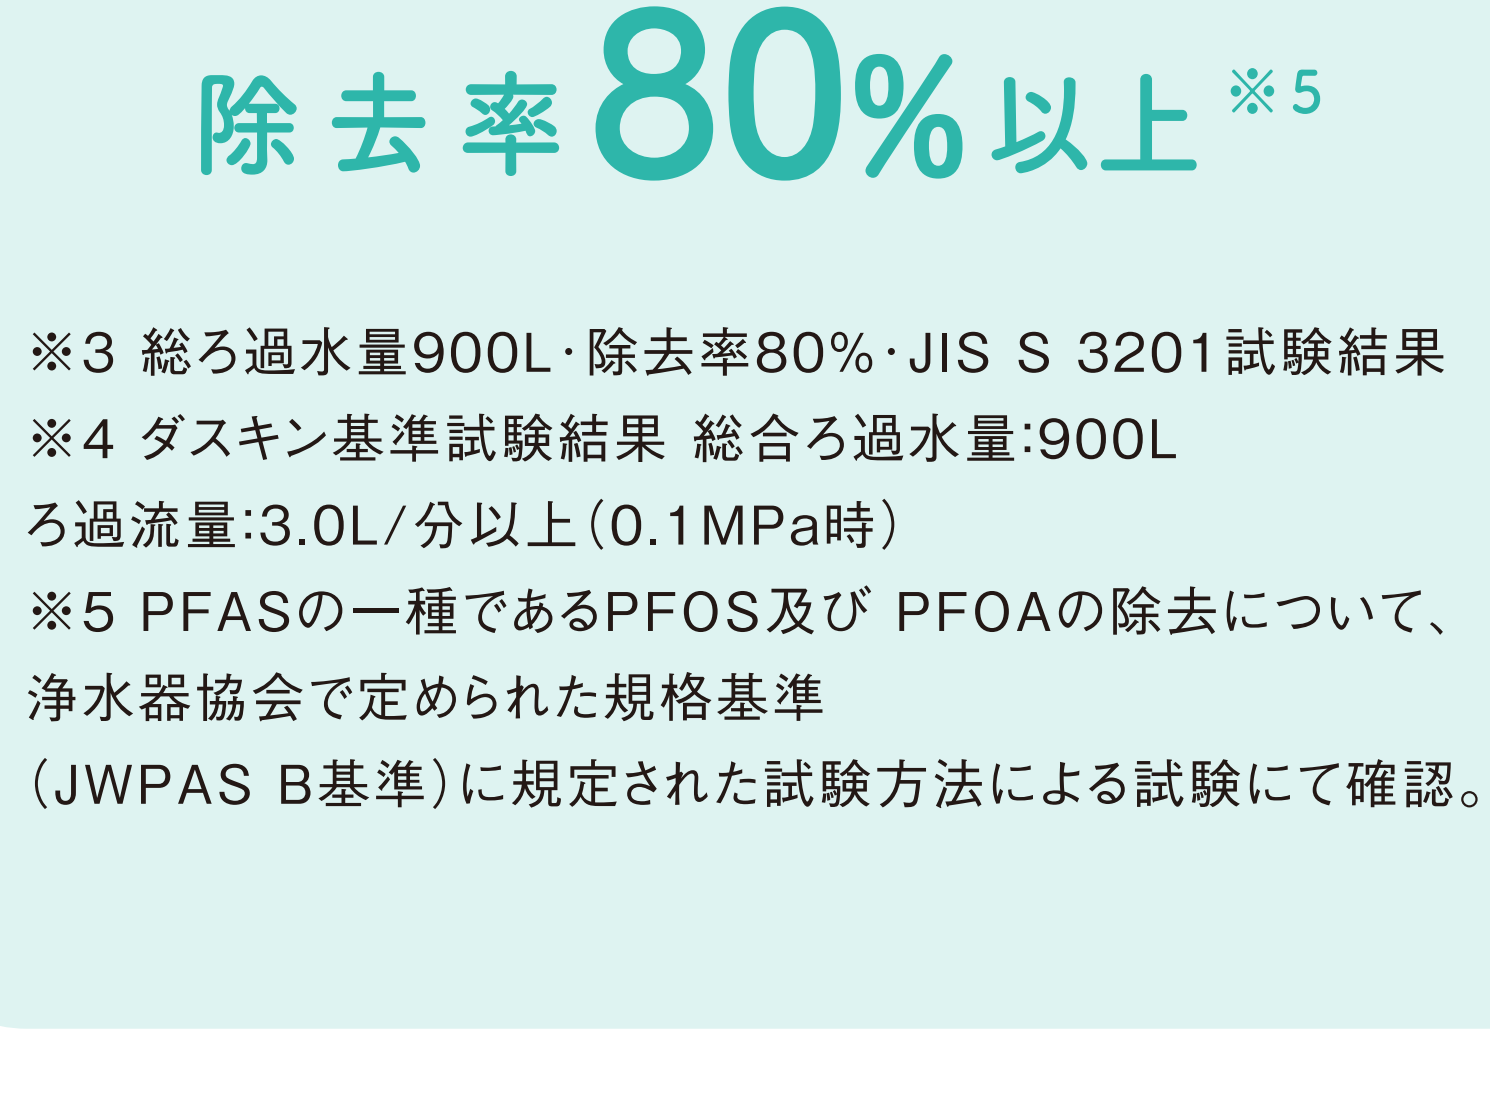 除去率80%以上※5
※3 総ろ過水量900L・除去率80%・JIS S 3201試験結果
※4 ダスキン基準試験結果 総合ろ過水量:900L
ろ過流量:3.0L/分以上(0.1MPa時)
※5 PFASの一種であるPFOS及び PFOAの除去について、
浄水器協会で定められた規格基準
(JWPAS B基準)に規定された試験方法による試験にて確認。